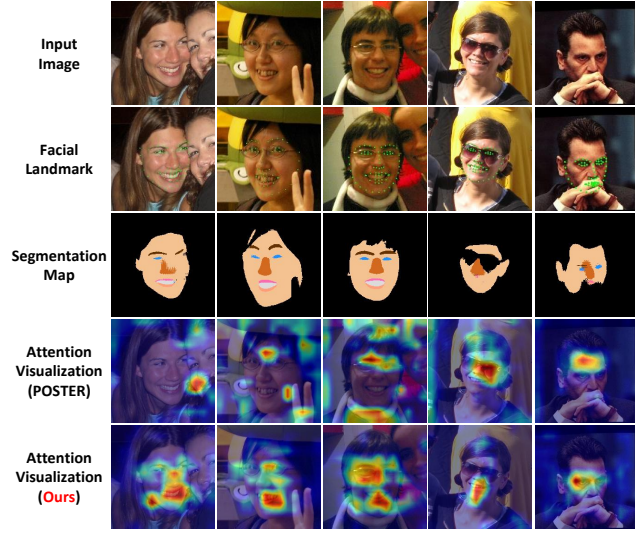 Input
Image
Facial
Landmark
Segmentation
Map
Attention
Visualization
(POSTER)
Attention
Visualization
(Ours)